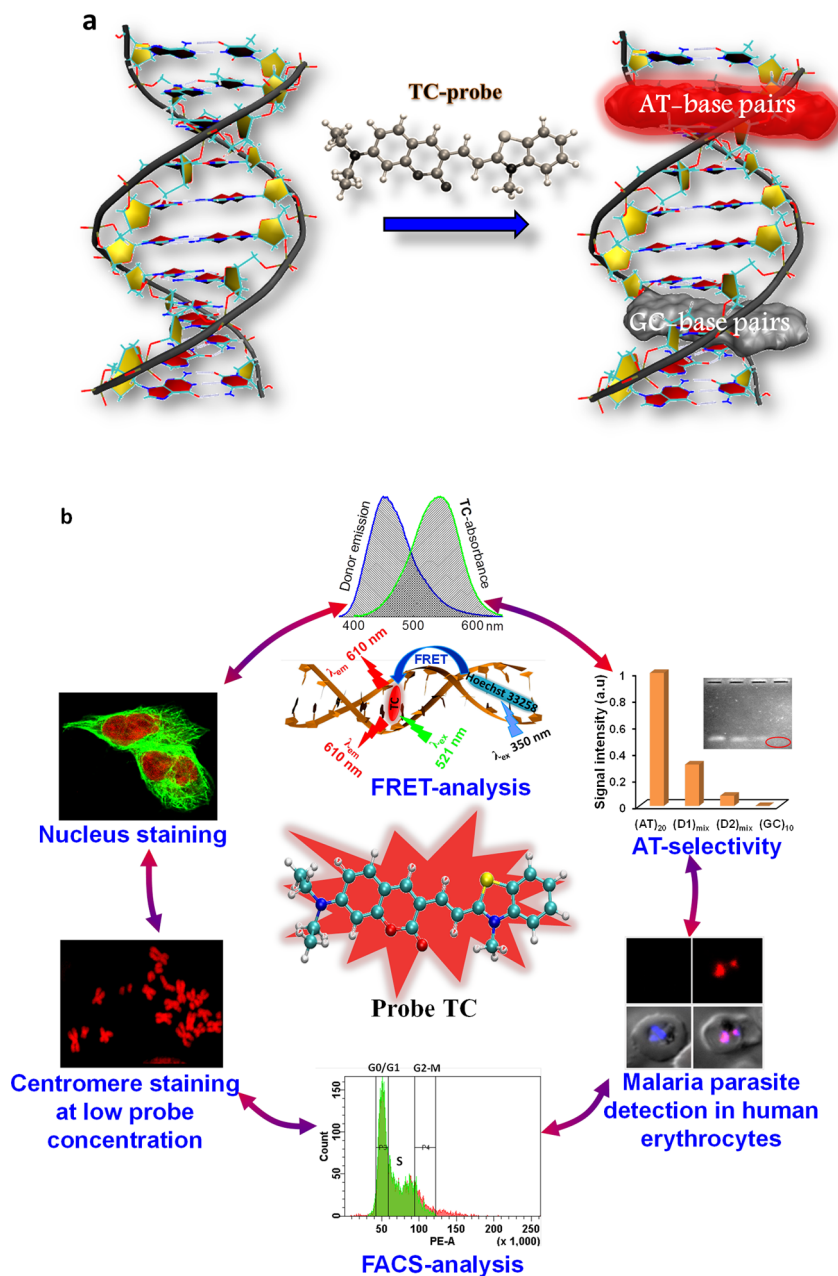 a
TC-probe
AT-base pairs
GC-base pairs
b
Donor emission
TC-absorbance
400 500 600 nm
λem 610 nm
FRET
Hoechst 33258
TC
λem
610 nm
λex
521 nm
λ-ex 350 nm
FRET-analysis
Signal intensity (a.u)
1
0.8
0.6
0.4
0.2
0
(AT)20 (D1)mix (D2)mix (GC)10
AT-selectivity
Nucleus staining
Probe TC
Centromere staining
at low probe
concentration
Malaria parasite
detection in human
erythrocytes
G0/G1 G2-M
Count
150
100
50
0
P3
S
P4
50 100 150 200 250
PE-A (x 1,000)
FACS-analysis